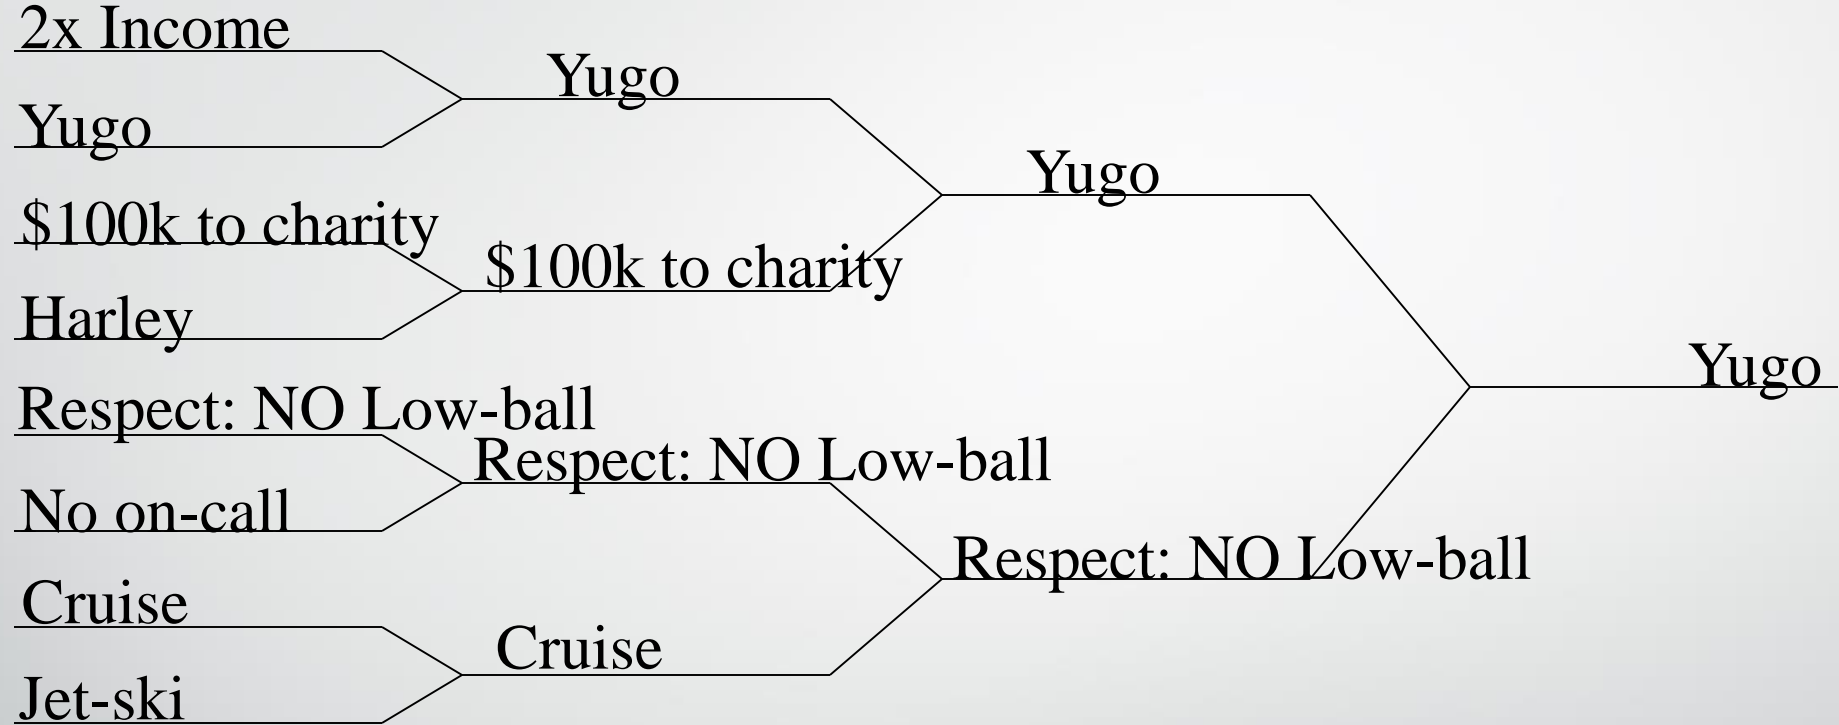 2x Income
Yugo
$100k to charity
Harley
Respect: NO Low-ball
No on-call
Cruise
Jet-ski
Yugo
$100k to charity
Respect: NO Low-ball
Cruise
Yugo
Respect: NO Low-ball
Yugo